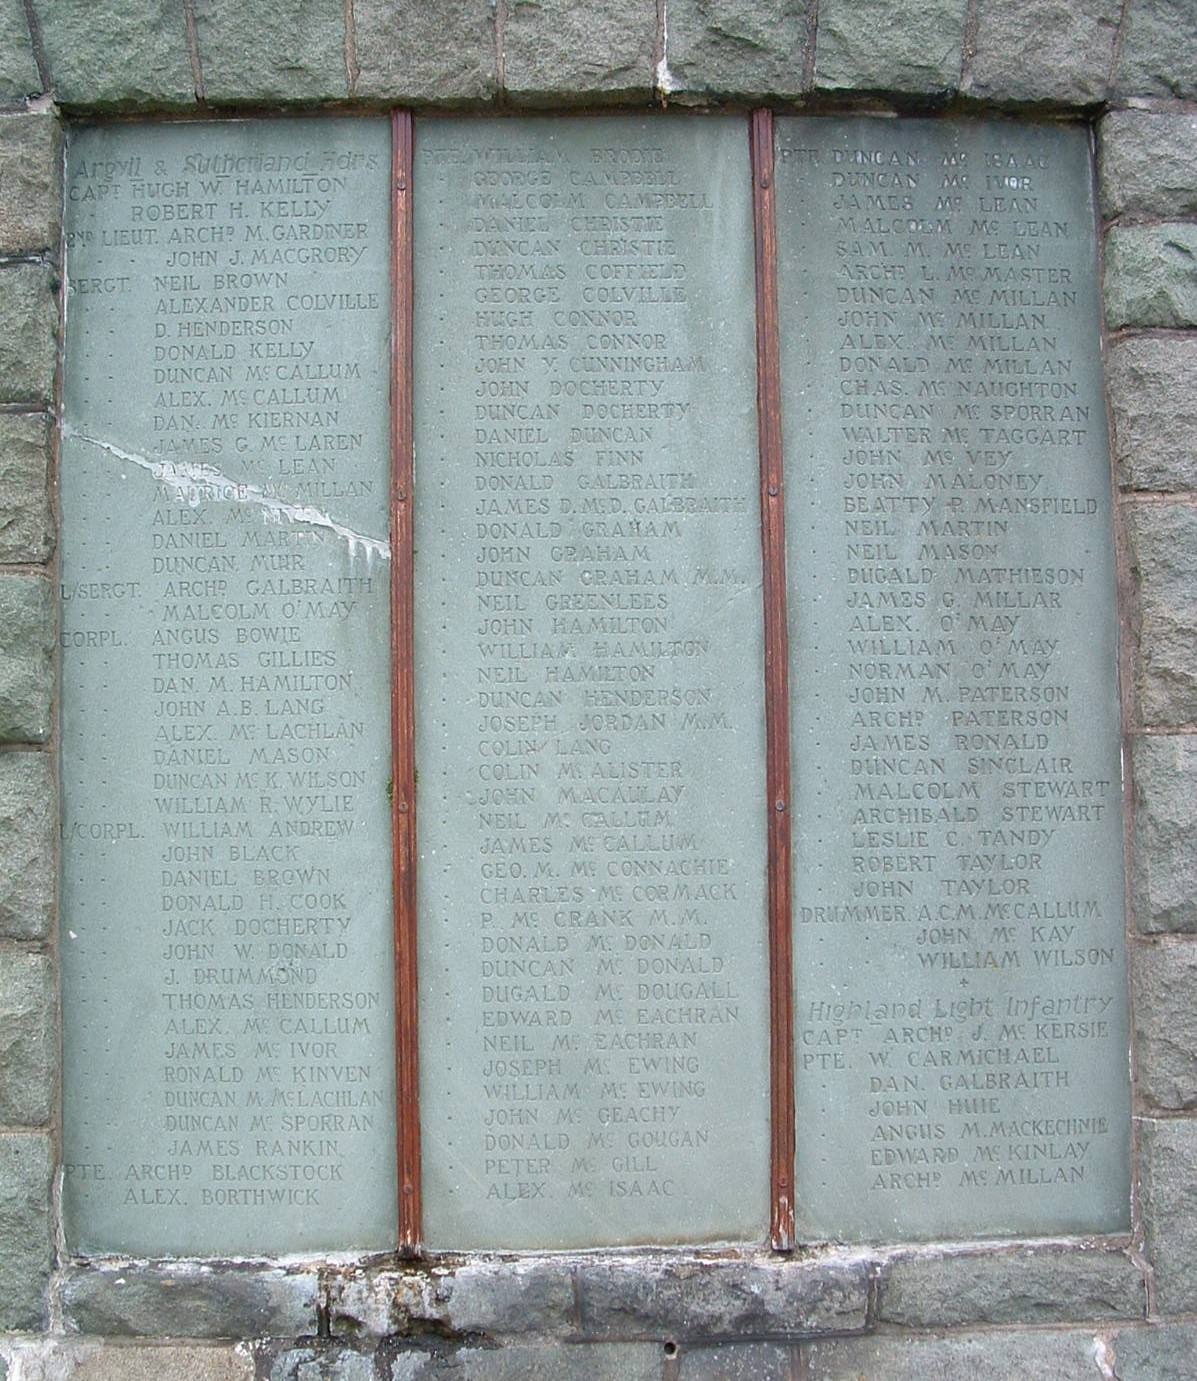 Argyll & Sutherland Hdrs
CAPT HUGH W. HAMILTON
ROBERT H. KELLY
2ND LIEUT. ARCHD M. GARDINER
JOHN J. MACGRORY
SERGT. NEIL BROWN
ALEXANDER COLVILLE
D. HENDERSON
DONALD KELLY
DUNCAN McCALLUM
ALEX. McCALLUM
DAN. McKIERNAN
JAMES G. McLAREN
JAMES McLEAN
MAURICE McMILLAN
ALEX.
DANIEL MARTIN
DUNCAN MUIR
L/SERGT. ARCHD GALBRAITH
MALCOLM O'MAY
CORPL. ANGUS BOWIE
THOMAS GILLIES
DAN. M. HAMILTON
JOHN A.B. LANG
ALEX. McLACHLAN
DANIEL MASON
DUNCAN McK. WILSON
WILLIAM R. WYLIE
L/CORPL. WILLIAM ANDREW
JOHN BLACK
DANIEL BROWN
DONALD H. COOK
JACK DOCHERTY
JOHN W. DONALD
J. DRUMMOND
THOMAS HENDERSON
ALEX. McCALLUM
JAMES McIVOR
RONALD McKINVEN
DUNCAN M. McLACHLAN
DUNCAN McSPORRAN
JAMES RANKIN
PTE. ARCHD BLACKSTOCK
ALEX. BORTHWICK
PTE. WILLIAM BRODIE
GEORGE CAMPBELL
MALCOLM CAMPBELL
DANIEL CHRISTIE
DUNCAN CHRISTIE
THOMAS COFFIELD
GEORGE COLVILLE
HUGH CONNOR
THOMAS CONNOR
JOHN Y. CUNNINGHAM
JOHN DOCHERTY
DUNCAN DOCHERTY
DANIEL DUNCAN
NICHOLAS FINN
DONALD GALBRAITH
JAMES D. McD. GALBRAITH
DONALD GRAHAM
JOHN GRAHAM
DUNCAN GRAHAM M.M.
NEIL GREENLEES
JOHN HAMILTON
WILLIAM HAMILTON
NEIL HAMILTON
DUNCAN HENDERSON
JOSEPH JORDAN M.M.
COLIN LANG
COLIN McALISTER
JOHN MACAULAY
NEIL McCALLUM
JAMES McCALLUM
GEO. M. McCONNACHIE
CHARLES McCORMACK
P. McCRANK M.M.
DONALD McDONALD
DUNCAN McDONALD
DUGALD McDOUGALL
EDWARD McEACHRAN
NEIL McEACHRAN
JOSEPH McEWING
WILLIAM McEWING
JOHN McGEACHY
DONALD McGOUGAN
PETER McGILL
ALEX. McISAAC
PTE DUNCAN McISAAC
DUNCAN McIVOR
JAMES McLEAN
MALCOLM McLEAN
SAM. M. McLEAN
ARCHD L. McMASTER
DUNCAN McMILLAN
JOHN McMILLAN
ALEX. McMILLAN
DONALD McMILLAN
CHAS. McNAUGHTON
DUNCAN McSPORRAN
WALTER McTAGGART
JOHN McVEY
JOHN MALONEY
BEATTY P. MANSFIELD
NEIL MARTIN
NEIL MASON
DUGALD MATHIESON
JAMES G. MILLAR
ALEX. O'MAY
WILLIAM O'MAY
NORMAN O'MAY
JOHN M. PATERSON
ARCHD PATERSON
JAMES RONALD
DUNCAN SINCLAIR
MALCOLM STEWART
ARCHIBALD STEWART
LESLIE C. TANDY
ROBERT TAYLOR
JOHN TAYLOR
DRUMMER A.C.M. McCALLUM
JOHN McKAY
WILLIAM WILSON
Highland Light Infantry
CAPT ARCHD J. McKERSIE
PTE. W. CARMICHAEL
DAN. GALBRAITH
JOHN HUIE
ANGUS M. MACKECHNIE
EDWARD McKINLAY
ARCHD McMILLAN